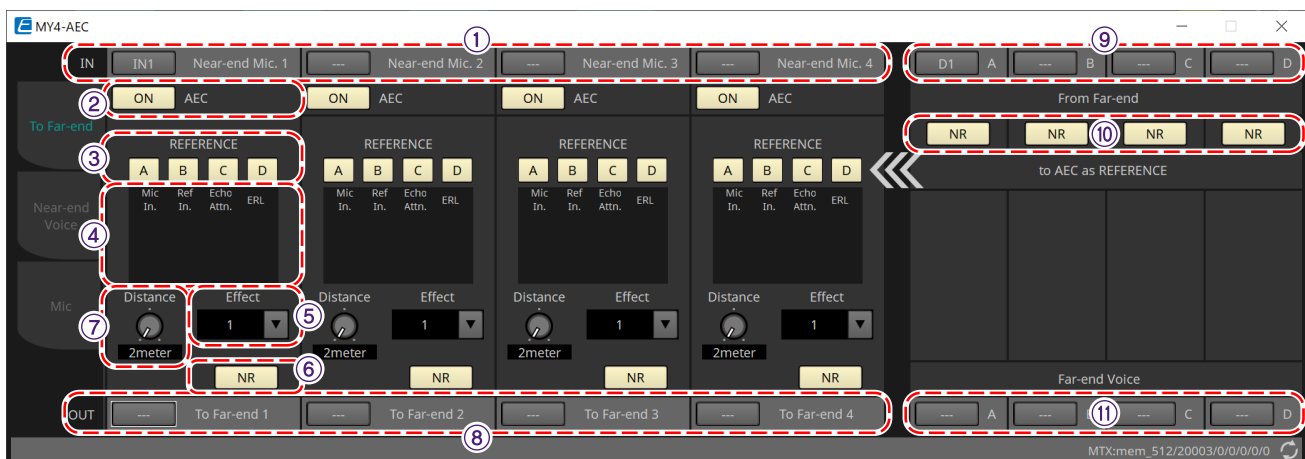 MY4-AEC
①
⑨
IN IN1 Near-end Mic. 1 --- Near-end Mic. 2 --- Near-end Mic. 3 --- Near-end Mic. 4 D1 A --- B --- C --- D
② ON AEC ON AEC ON AEC ON AEC From Far-end
To Far-end
NR NR ⑩ NR NR
③ REFERENCE REFERENCE REFERENCE REFERENCE
A B C D A B C D A B C D A B C D
to AEC as REFERENCE
④ Mic In. Ref In. Echo Attn. ERL Mic In. Ref In. Echo Attn. ERL Mic In. Ref In. Echo Attn. ERL Mic In. Ref In. Echo Attn. ERL
Near-end
Voice
Mic
Distance Effect Distance Effect Distance Effect Distance Effect
⑦ 1 ⑤ 1 1 1
2meter 2meter 2meter 2meter
NR ⑥ NR NR NR
Far-end Voice
OUT --- To Far-end 1 --- To Far-end 2 --- To Far-end 3 --- To Far-end 4 --- A --- B ⑪ --- C --- D
⑧
MTX:mem_512/20003/0/0/0/0/0